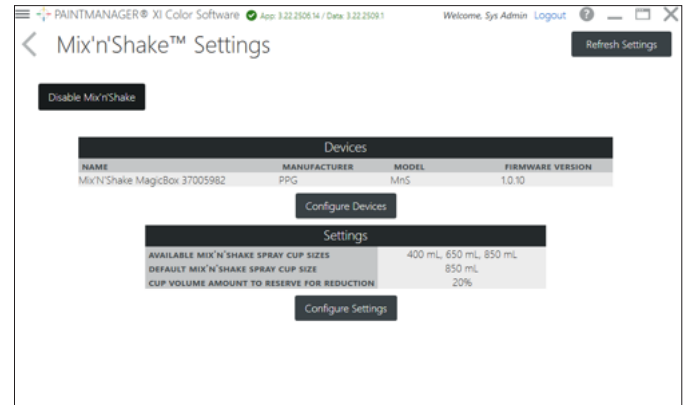 PAINTMANAGER® XI Color Software App: 3.22.2506.14 / Data: 3.22.2509.1 Welcome, Sys Admin Logout ?
Mix'n'Shake™ Settings Refresh Settings
Disable Mix'n'Shake
Devices
NAME MANUFACTURER MODEL FIRMWARE VERSION
Mix'N'Shake MagicBox 37005982 PPG MnS 1.0.10
Configure Devices
Settings
AVAILABLE MIX'N'SHAKE SPRAY CUP SIZES 400 mL, 650 mL, 850 mL
DEFAULT MIX'N'SHAKE SPRAY CUP SIZE 850 mL
CUP VOLUME AMOUNT TO RESERVE FOR REDUCTION 20%
Configure Settings